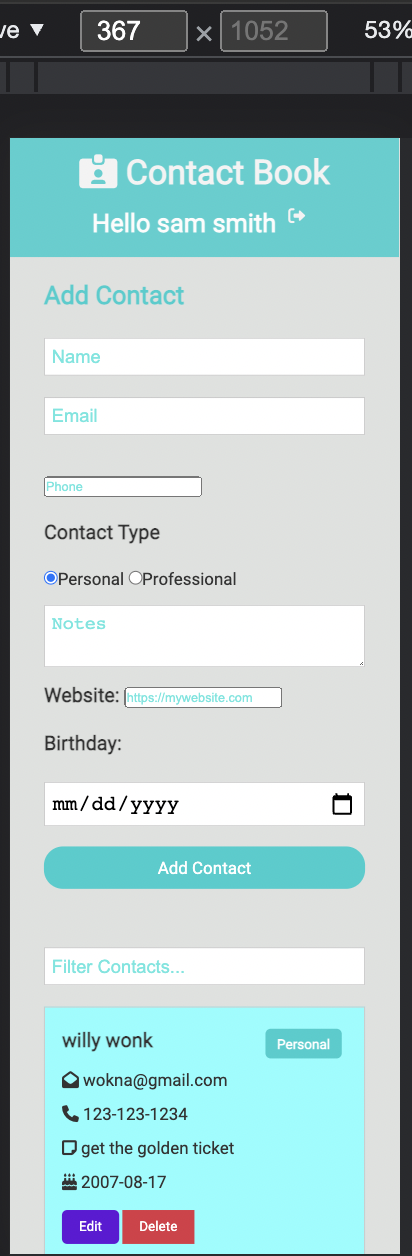 367 × 1052 53%
Contact Book
Hello sam smith
Add Contact
Name
Email
Phone
Contact Type
Personal Professional
Notes
Website: https://mywebsite.com
Birthday:
mm/dd/yyyy
Add Contact
Filter Contacts...
willy wonk Personal
wokna@gmail.com
123-123-1234
get the golden ticket
2007-08-17
Edit Delete